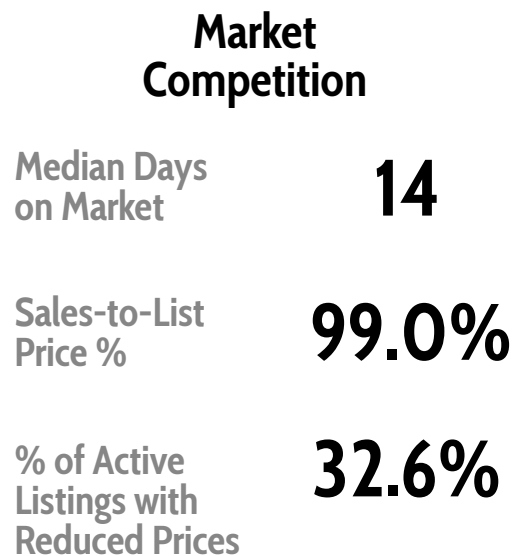 Market
Competition
Median Days
on Market
14
Sales-to-List
Price %
99.0%
% of Active
Listings with
Reduced Prices
32.6%